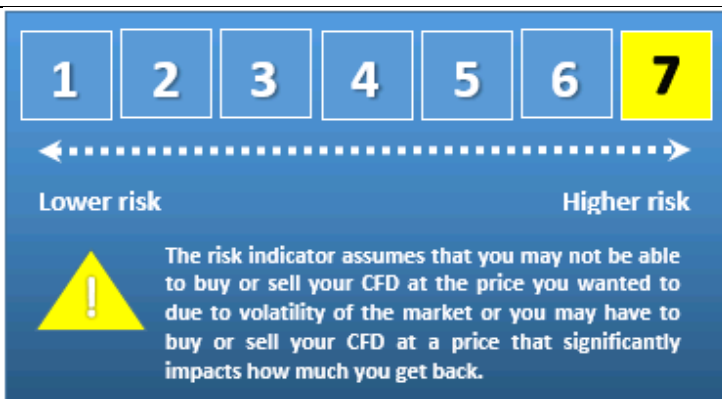 1 2 3 4 5 6 7
Lower risk Higher risk
!
The risk indicator assumes that you may not be able
to buy or sell your CFD at the price you wanted to
due to volatility of the market or you may have to
buy or sell your CFD at a price that significantly
impacts how much you get back.